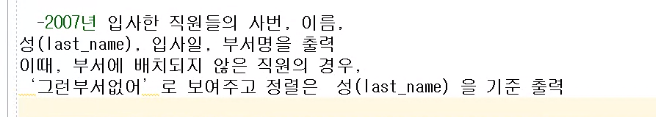 -2007년 입사한 직원들의 사번, 이름,
성(last_name), 입사일, 부서명을 출력
이때, 부서에 배치되지 않은 직원의 경우,
‘그런부서없어’ 로 보여주고 정렬은 성(last_name) 을 기준 출력